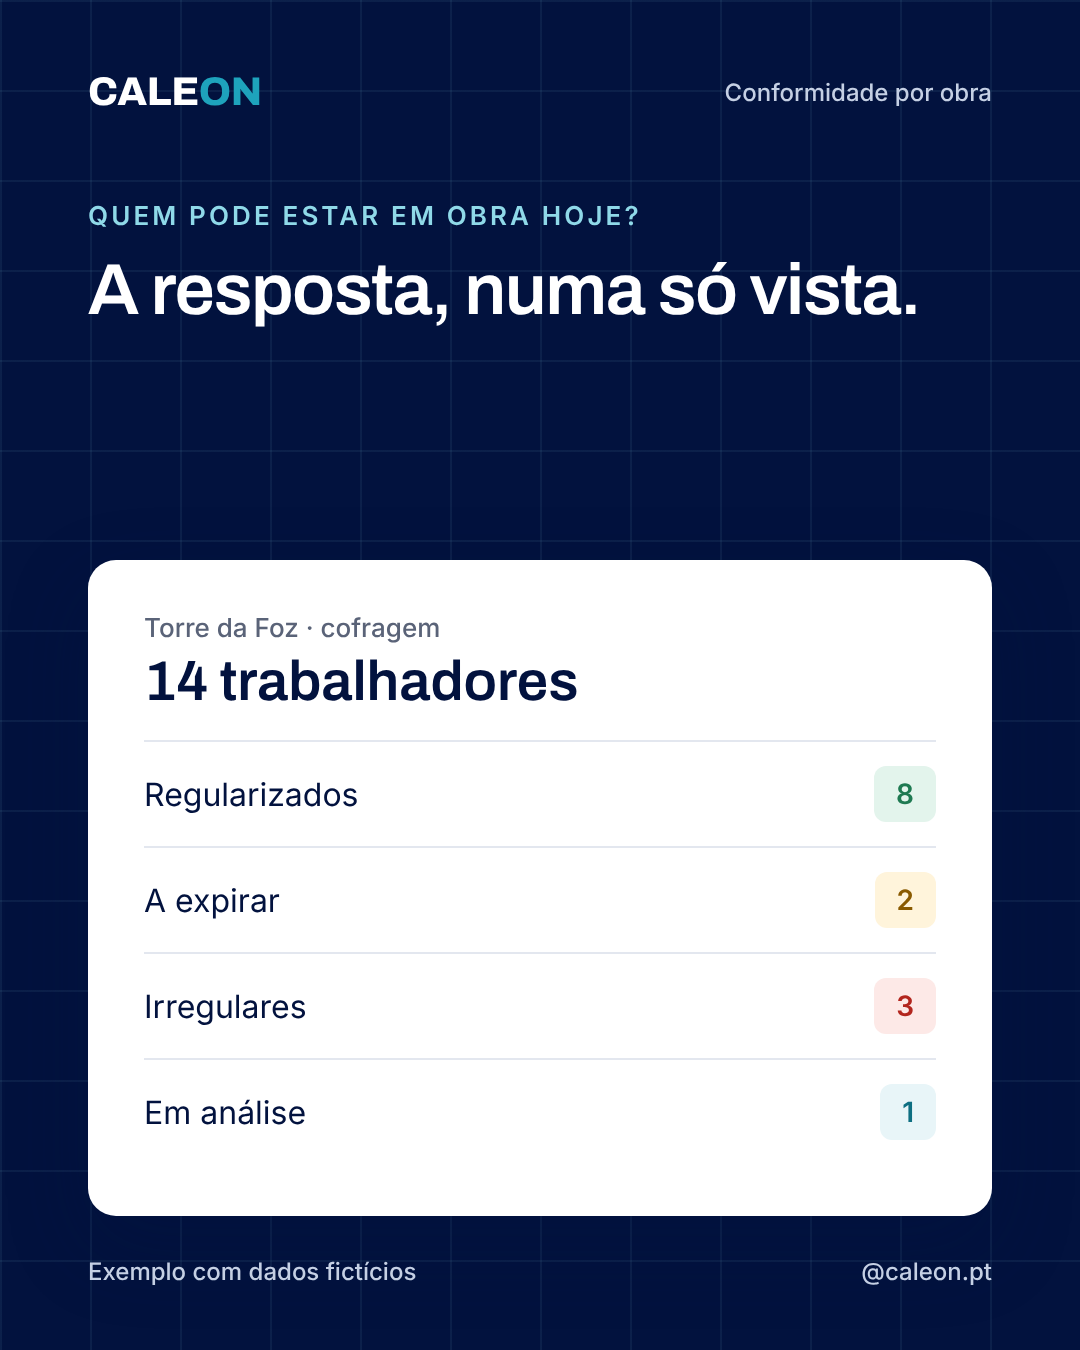 CALEON
Conformidade por obra
QUEM PODE ESTAR EM OBRA HOJE?
A resposta, numa só vista.
Torre da Foz · cofragem
14 trabalhadores
Regularizados 8
A expirar 2
Irregulares 3
Em análise 1
Exemplo com dados fictícios
@caleon.pt